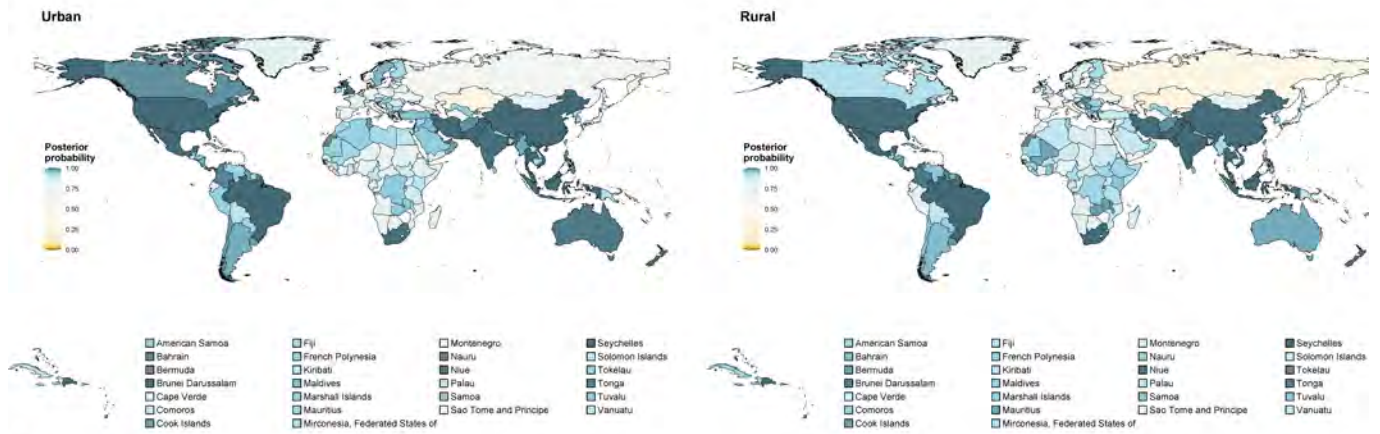 Urban
Posterior
probability
1.00
0.75
0.50
0.25
0.00
American Samoa
Bahrain
Bermuda
Brunei Darussalam
Cape Verde
Comoros
Cook Islands
Fiji
French Polynesia
Kiribati
Maldives
Marshall Islands
Mauritius
Mirconesia, Federated States of
Montenegro
Nauru
Niue
Palau
Samoa
Sao Tome and Principe
Seychelles
Solomon Islands
Tokelau
Tonga
Tuvalu
Vanuatu
Rural
Posterior
probability
1.00
0.75
0.50
0.25
0.00
American Samoa
Bahrain
Bermuda
Brunei Darussalam
Cape Verde
Comoros
Cook Islands
Fiji
French Polynesia
Kiribati
Maldives
Marshall Islands
Mauritius
Mirconesia, Federated States of
Montenegro
Nauru
Niue
Palau
Samoa
Sao Tome and Principe
Seychelles
Solomon Islands
Tokelau
Tonga
Tuvalu
Vanuatu